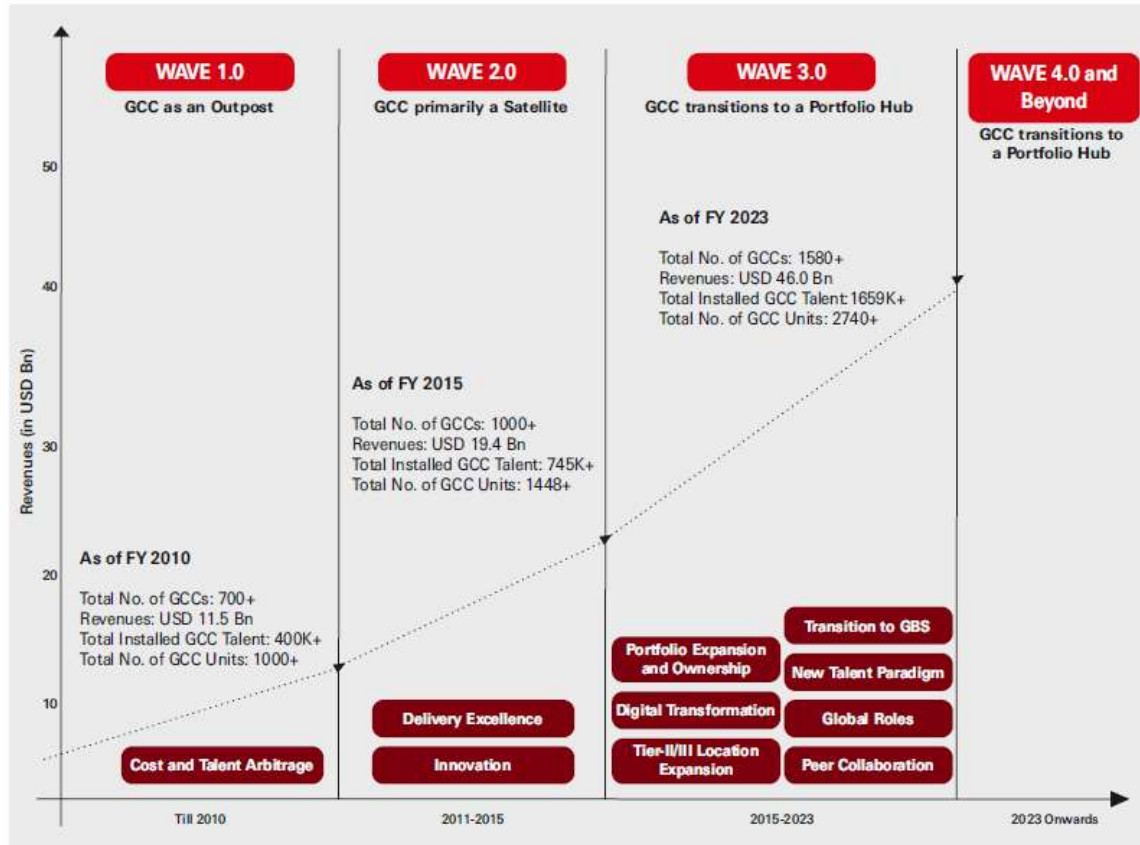 WAVE 1.0
GCC as an Outpost
WAVE 2.0
GCC primarily a Satellite
WAVE 3.0
GCC transitions to a Portfolio Hub
WAVE 4.0 and
Beyond
GCC transitions to
a Portfolio Hub
Revenues (in USD Bn)
50
40
30
20
10
As of FY 2010
Total No. of GCCs: 700+
Revenues: USD 11.5 Bn
Total Installed GCC Talent: 400K+
Total No. of GCC Units: 1000+
Cost and Talent Arbitrage
As of FY 2015
Total No. of GCCs: 1000+
Revenues: USD 19.4 Bn
Total Installed GCC Talent: 745K+
Total No. of GCC Units: 1448+
Delivery Excellence
Innovation
As of FY 2023
Total No. of GCCs: 1580+
Revenues: USD 46.0 Bn
Total Installed GCC Talent: 1659K+
Total No. of GCC Units: 2740+
Portfolio Expansion
and Ownership
Digital Transformation
Tier-II/III Location
Expansion
Transition to GBS
New Talent Paradigm
Global Roles
Peer Collaboration
Till 2010
2011-2015
2015-2023
2023 Onwards